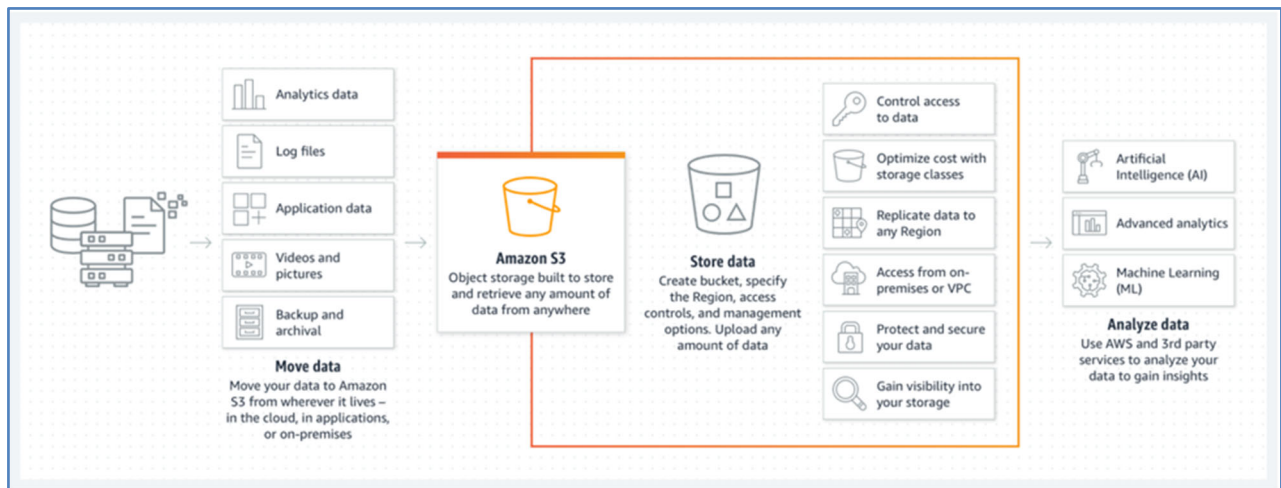 Analytics data
Log files
Application data
Videos and
pictures
Backup and
archival
Move data
Move your data to Amazon
S3 from wherever it lives –
in the cloud, in applications,
or on-premises
Amazon S3
Object storage built to store
and retrieve any amount of
data from anywhere
Store data
Create bucket, specify
the Region, access
controls, and management
options. Upload any
amount of data
Control access
to data
Optimize cost with
storage classes
Replicate data to
any Region
Access from on-
premises or VPC
Protect and secure
your data
Gain visibility into
your storage
Artificial
Intelligence (AI)
Advanced analytics
Machine Learning
(ML)
Analyze data
Use AWS and 3rd party
services to analyze your
data to gain insights